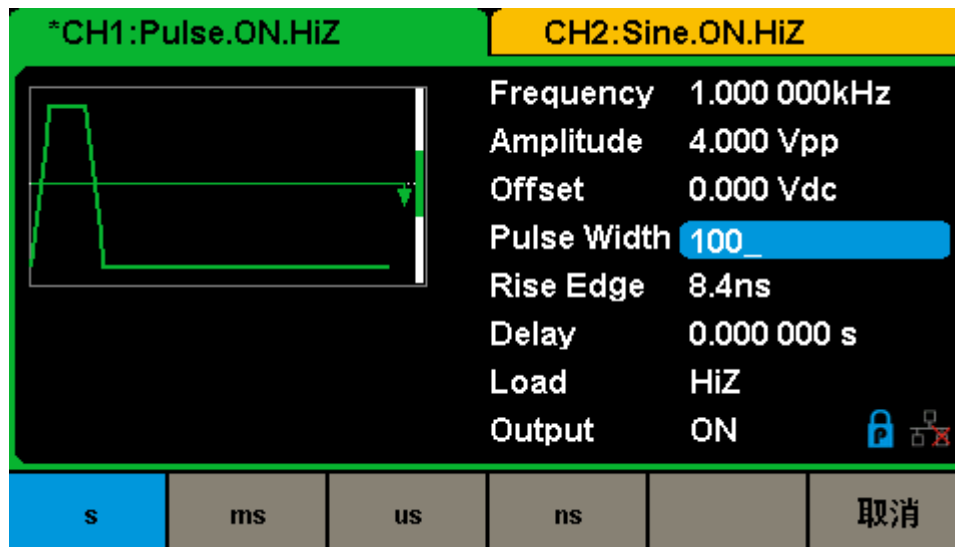 *CH1:Pulse.ON.HiZ CH2:Sine.ON.HiZ
Frequency 1.000 000kHz
Amplitude 4.000 Vpp
Offset 0.000 Vdc
Pulse Width 100_
Rise Edge 8.4ns
Delay 0.000 000 s
Load HiZ
Output ON P
s ms us ns 取消